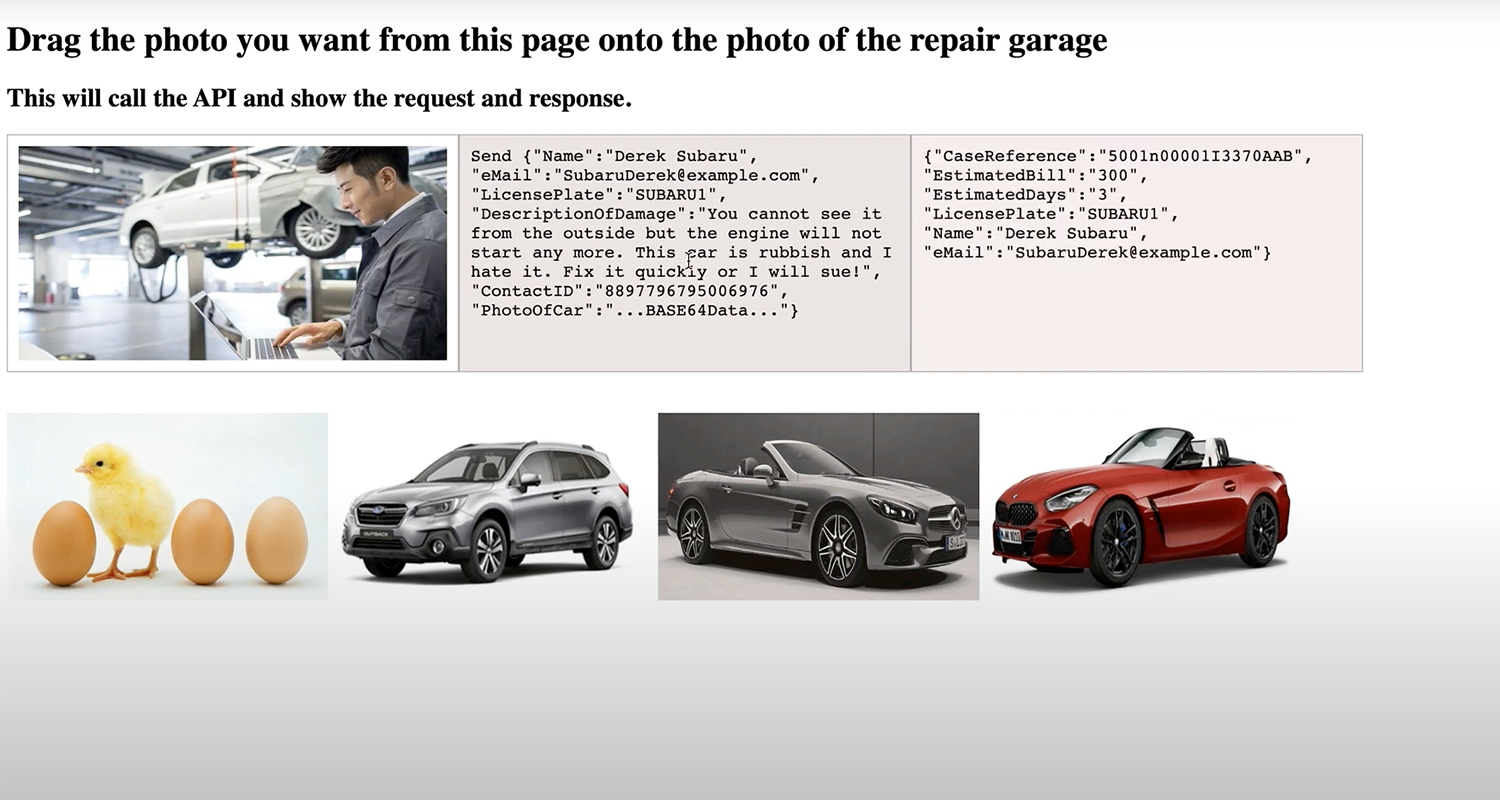 Drag the photo you want from this page onto the photo of the repair garage
This will call the API and show the request and response.
Send {"Name":"Derek Subaru",
"eMail":"SubaruDerek@example.com",
"LicensePlate":"SUBARU1",
"DescriptionOfDamage":"You cannot see it
from the outside but the engine will not
start any more. This car is rubbish and I
hate it. Fix it quickly or I will sue!",
"ContactID":"8897796795006976",
"PhotoOfCar":"...BASE64Data..."}
{"CaseReference":"5001n00001I3370AAB",
"EstimatedBill":"300",
"EstimatedDays":"3",
"LicensePlate":"SUBARU1",
"Name":"Derek Subaru",
"eMail":"SubaruDerek@example.com"}
OUTBACK